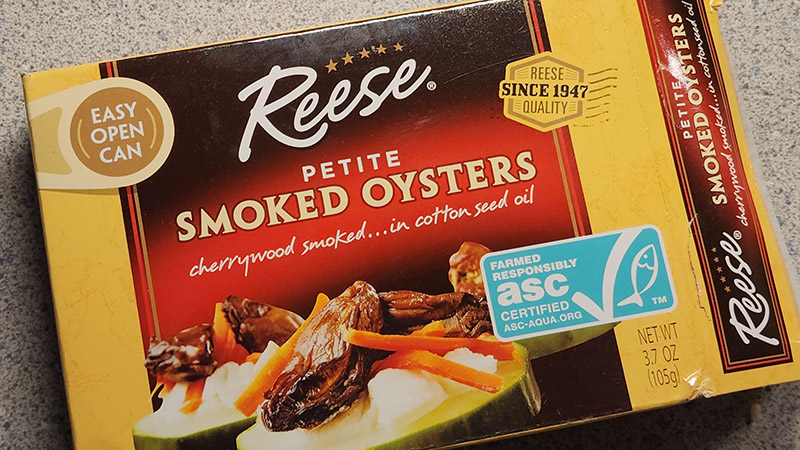 EASY
OPEN
CAN
Reese®
PETITE
SMOKED OYSTERS
cherrywood smoked...in cotton seed oil
REESE
SINCE 1947
QUALITY
FARMED
RESPONSIBLY
asc
CERTIFIED
ASC-AQUA.ORG
TM
NET WT
3.7 OZ
(105g)
Reese®
PETITE
SMOKED OYSTERS
cherrywood smoked...in cottonseed oil